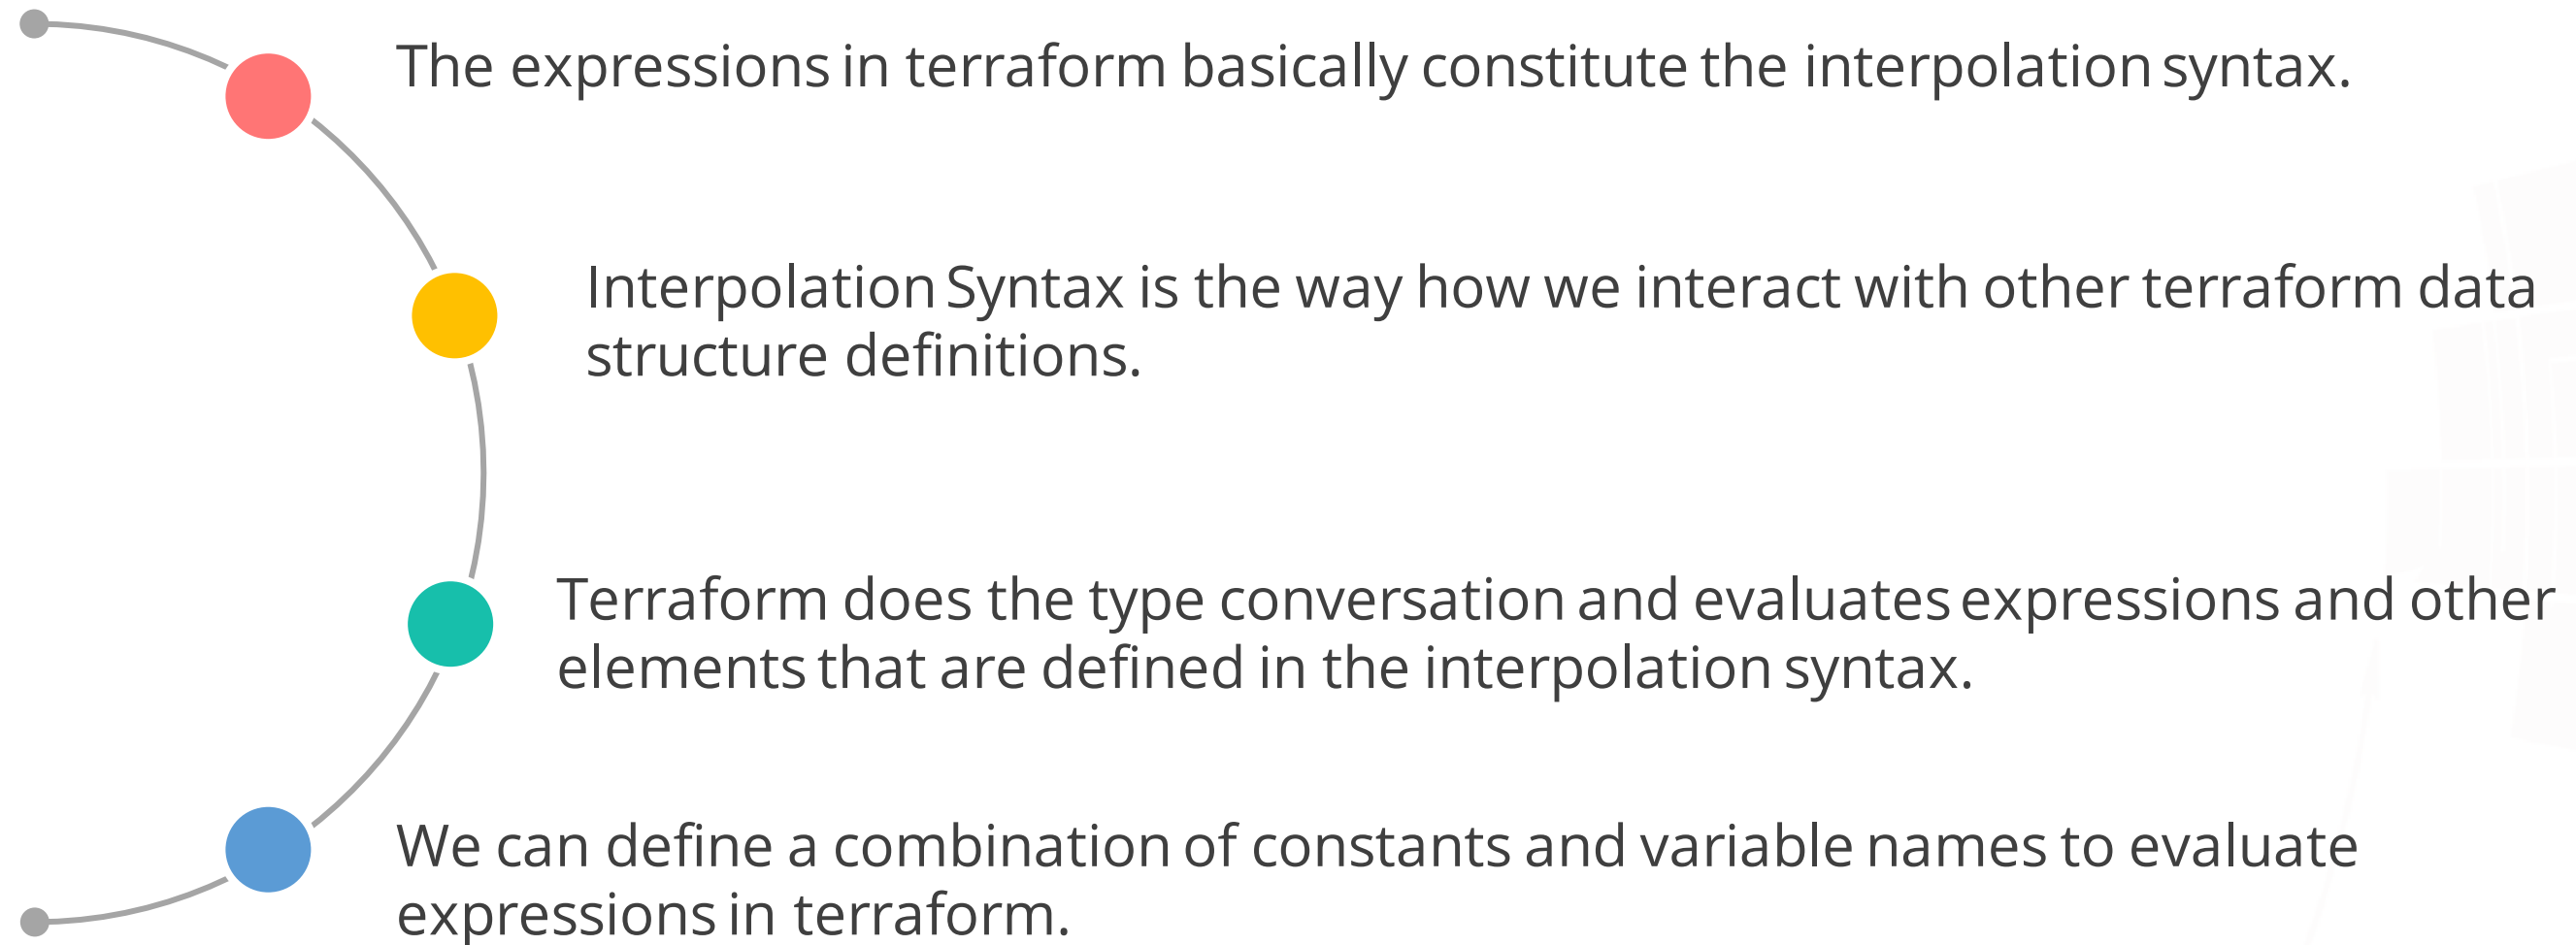 The expressions in terraform basically constitute the interpolation syntax.
Interpolation Syntax is the way how we interact with other terraform data
structure definitions.
Terraform does the type conversation and evaluates expressions and other
elements that are defined in the interpolation syntax.
We can define a combination of constants and variable names to evaluate
expressions in terraform.